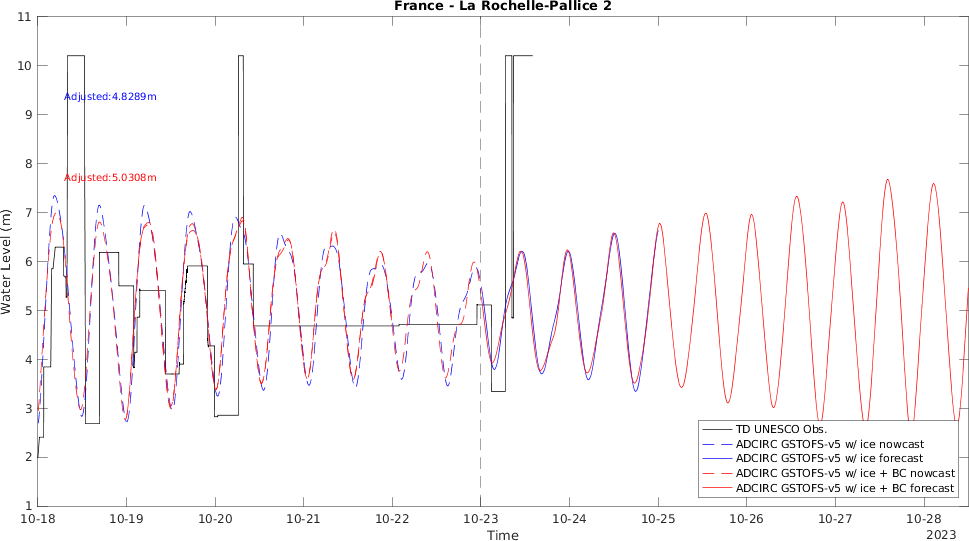 France - La Rochelle-Pallice 2
Water Level (m)
11
10
9
8
7
6
5
4
3
2
1
Adjusted:4.8289m
Adjusted:5.0308m
TD UNESCO Obs.
ADCIRC GSTOFS-v5 w/ ice nowcast
ADCIRC GSTOFS-v5 w/ ice forecast
ADCIRC GSTOFS-v5 w/ ice + BC nowcast
ADCIRC GSTOFS-v5 w/ ice + BC forecast
10-18 10-19 10-20 10-21 10-22 10-23 10-24 10-25 10-26 10-27 10-28
Time
2023